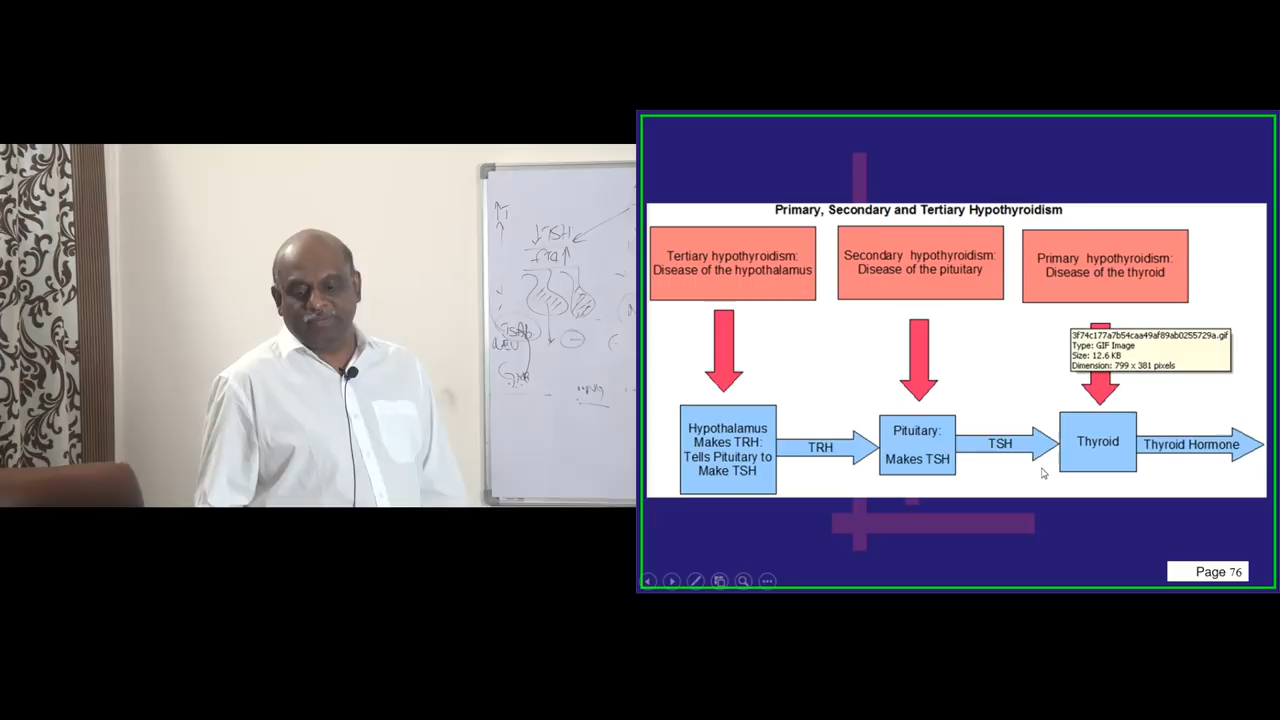 ↑T
↓TSH
Primary, Secondary and Tertiary Hypothyroidism
Tertiary hypothyroidism:
Disease of the hypothalamus
Secondary hypothyroidism:
Disease of the pituitary
Primary hypothyroidism:
Disease of the thyroid
3f74c177a7b54caa49af89ab0255729a.gif
Type: GIF Image
Size: 12.6 KB
Dimension: 799 x 381 pixels
Hypothalamus
Makes TRH:
Tells Pituitary to
Make TSH
TRH
Pituitary:
Makes TSH
TSH
Thyroid
Thyroid Hormone
Page 76